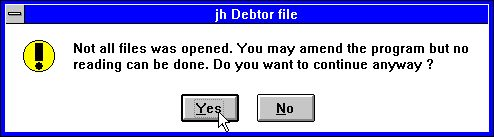 jh Debtor file
Not all files was opened. You may amend the program but no
reading can be done. Do you want to continue anyway ?
Yes No